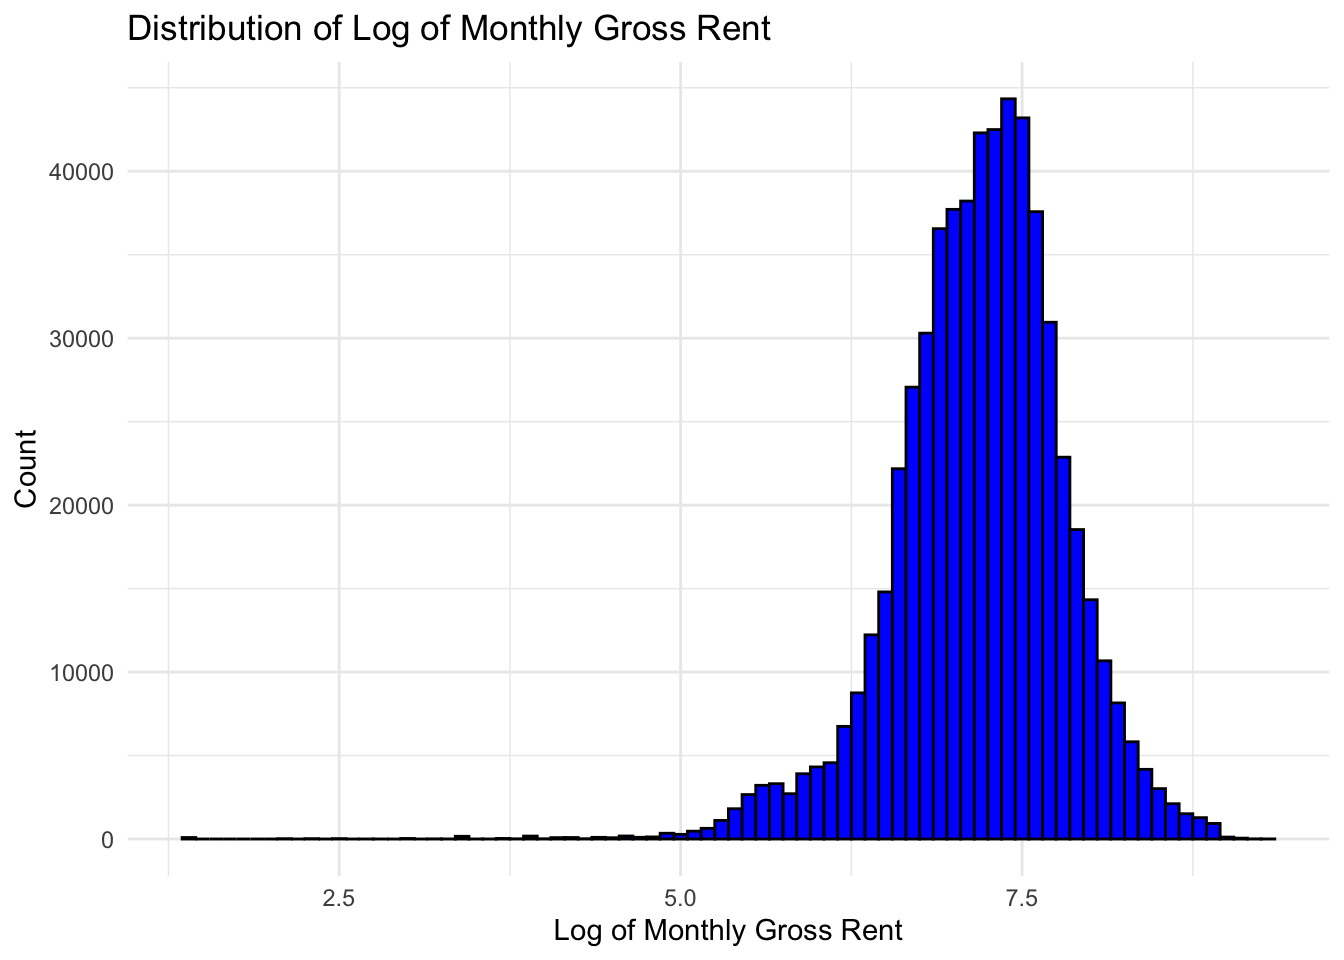 Distribution of Log of Monthly Gross Rent
40000
30000
20000
10000
0
Count
2.5
5.0
7.5
Log of Monthly Gross Rent